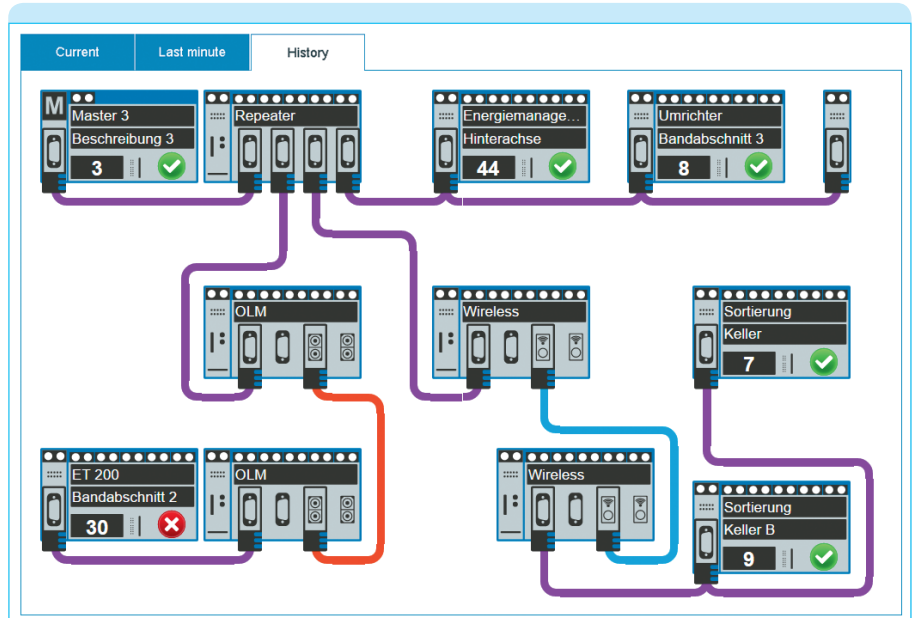 Current
Last minute
History
M
Master 3
Beschreibung 3
3
Repeater
Energiemanage...
Hinterachse
44
Umrichter
Bandabschnitt 3
8
OLM
Wireless
Sortierung
Keller
7
ET 200
Bandabschnitt 2
30
OLM
Wireless
Sortierung
Keller B
9